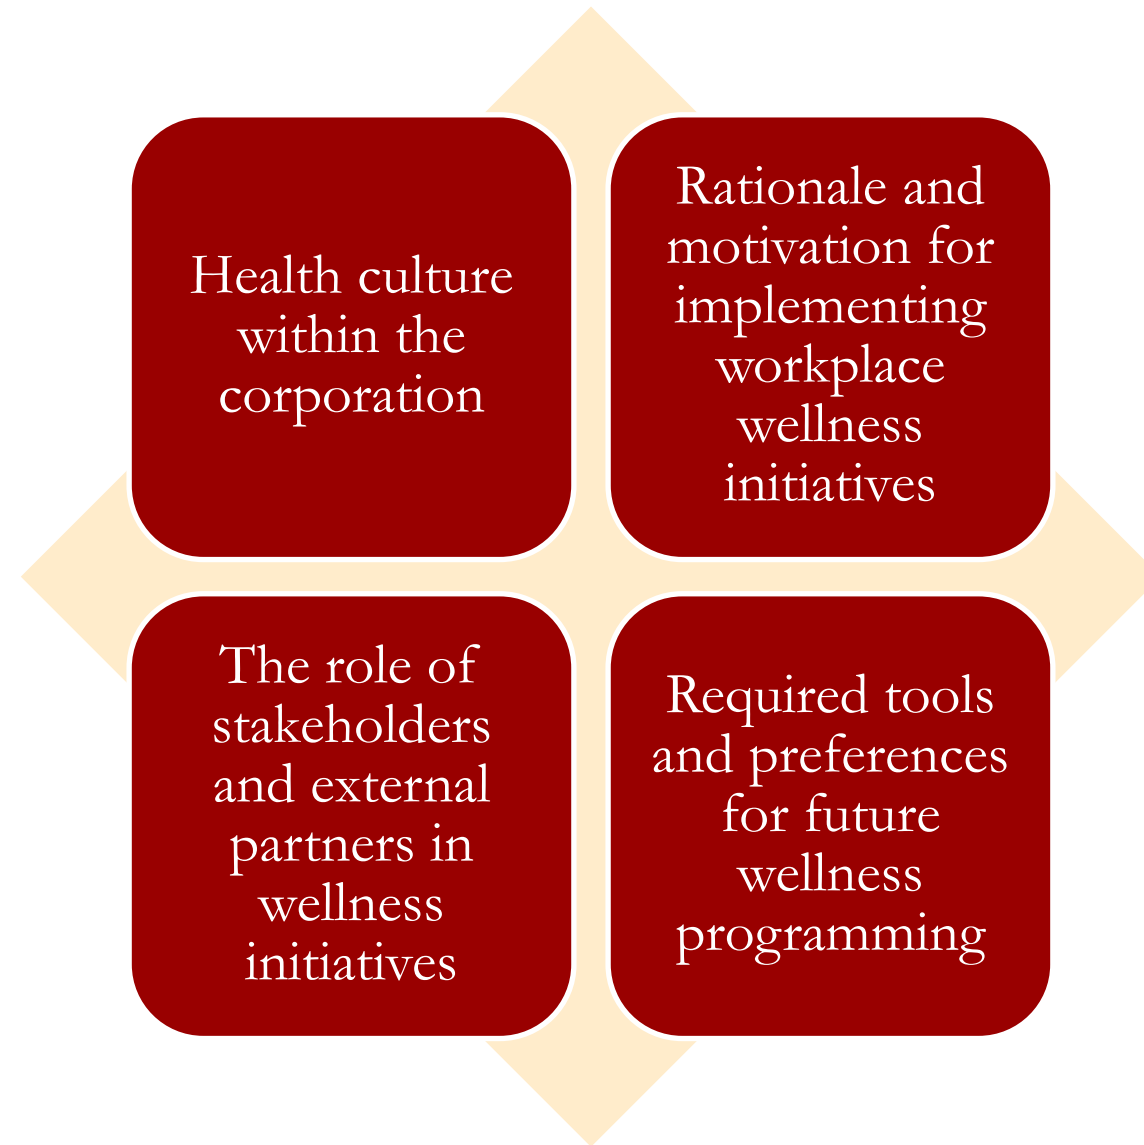 Health culture
within the
corporation
Rationale and
motivation for
implementing
workplace
wellness
initiatives
The role of
stakeholders
and external
partners in
wellness
initiatives
Required tools
and preferences
for future
wellness
programming